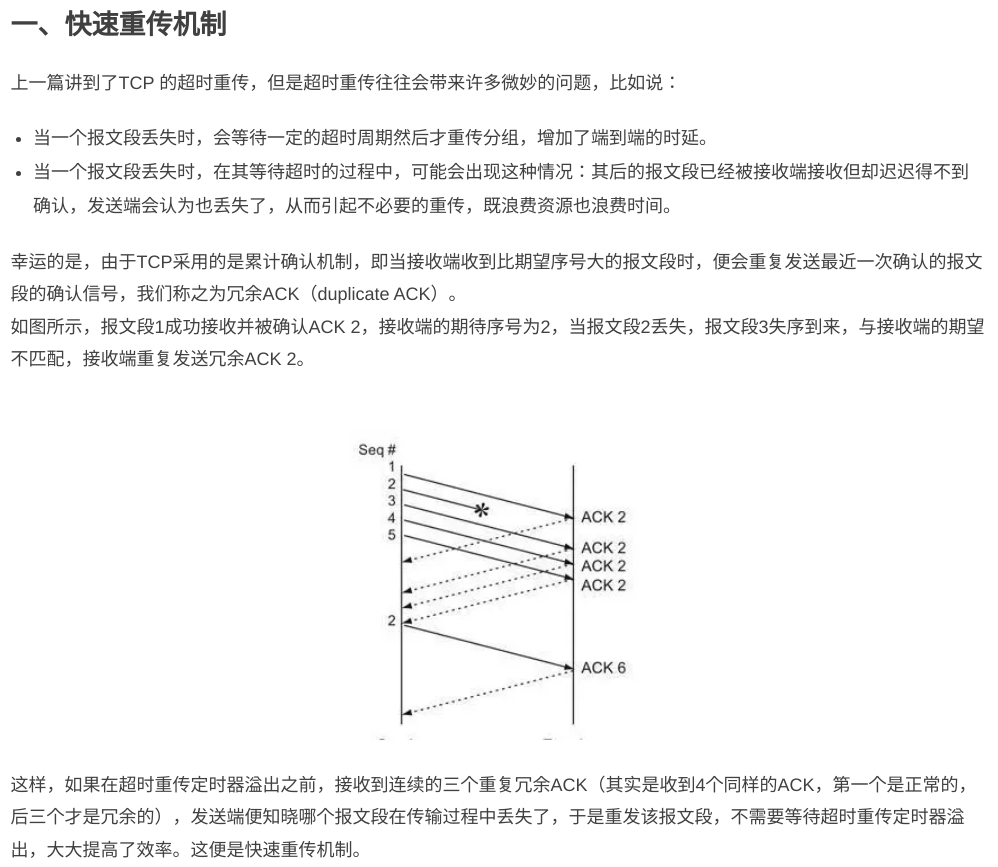 一、快速重传机制
上一篇讲到了TCP 的超时重传，但是超时重传往往会带来许多微妙的问题，比如说：
• 当一个报文段丢失时，会等待一定的超时周期然后才重传分组，增加了端到端的时延。
• 当一个报文段丢失时，在其等待超时的过程中，可能会出现这种情况：其后的报文段已经被接收端接收但却迟迟得不到
确认，发送端会认为也丢失了，从而引起不必要的重传，既浪费资源也浪费时间。
幸运的是，由于TCP采用的是累计确认机制，即当接收端收到比期望序号大的报文段时，便会重复发送最近一次确认的报文
段的确认信号，我们称之为冗余ACK（duplicate ACK）。
如图所示，报文段1成功接收并被确认ACK 2，接收端的期待序号为2，当报文段2丢失，报文段3失序到来，与接收端的期望
不匹配，接收端重复发送冗余ACK 2。
Seq #
1
2
3
4
5
ACK 2
ACK 2
ACK 2
ACK 2
2
ACK 6
这样，如果在超时重传定时器溢出之前，接收到连续的三个重复冗余ACK（其实是收到4个同样的ACK，第一个是正常的，
后三个才是冗余的），发送端便知晓哪个报文段在传输过程中丢失了，于是重发该报文段，不需要等待超时重传定时器溢
出，大大提高了效率。这便是快速重传机制。